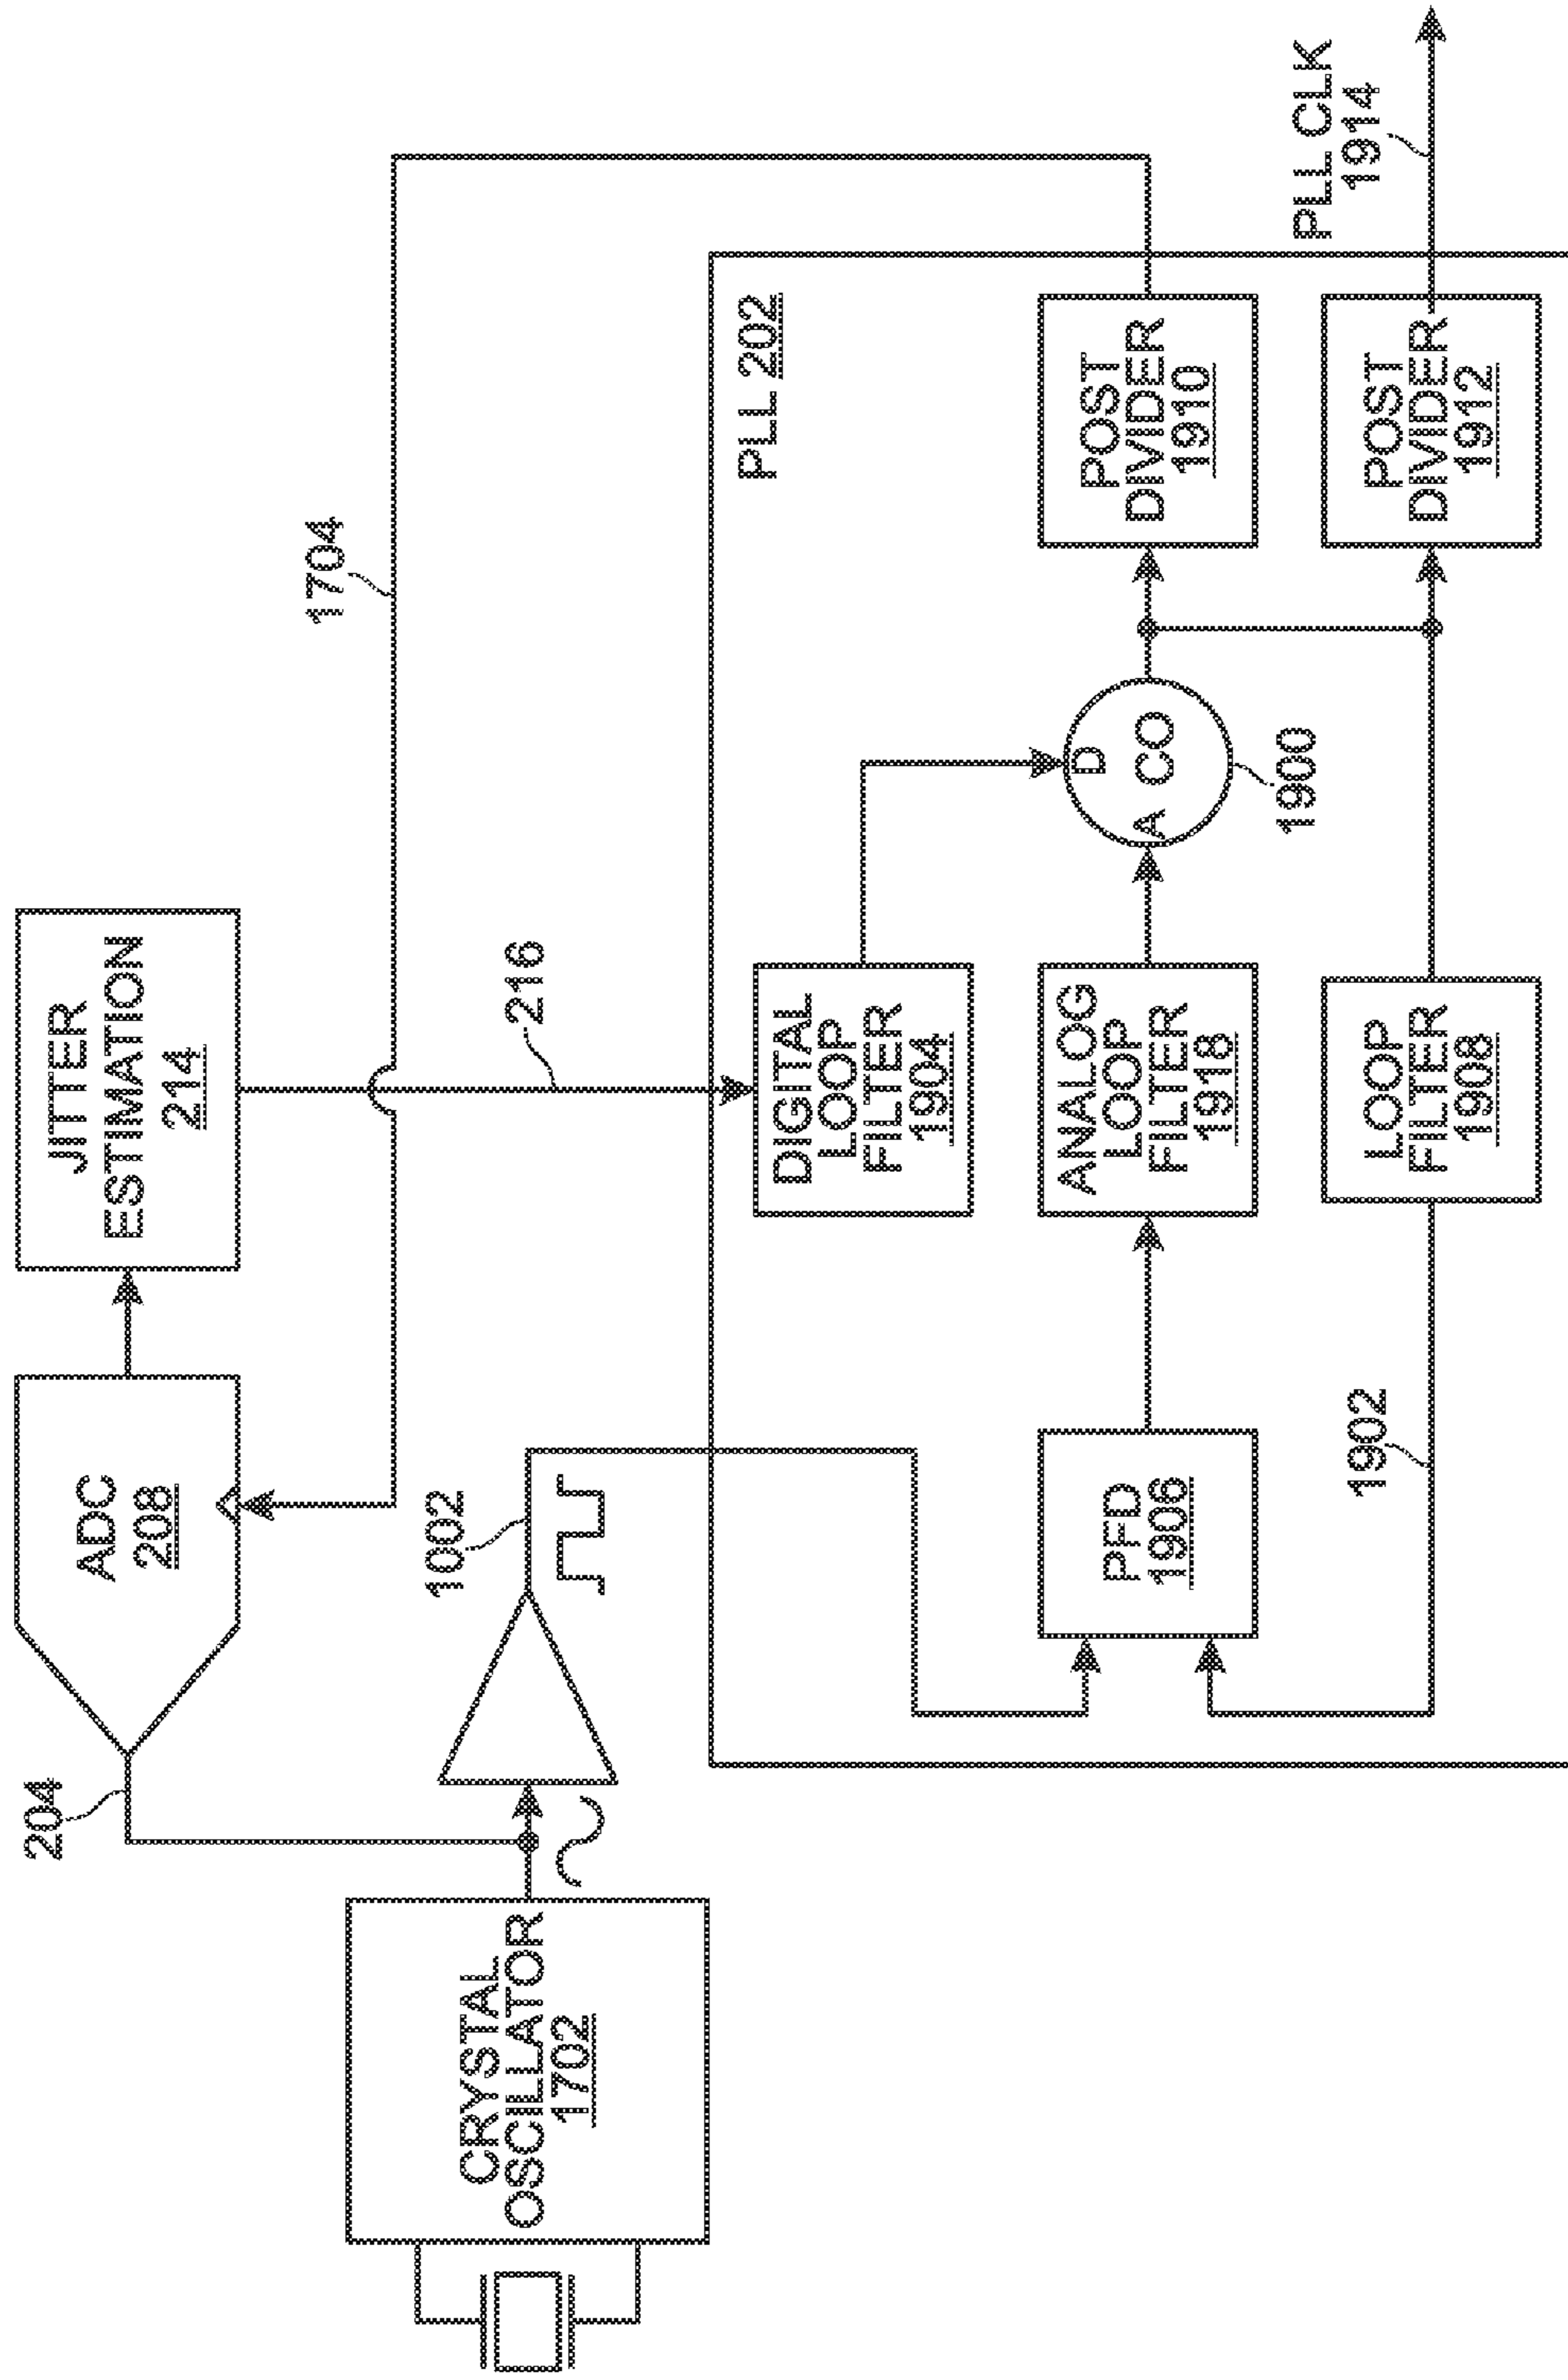 204
ADC
208
JITTER
ESTIMATION
214
1704
216
CRYSTAL
OSCILLATOR
1702
1002
PLL 202
DIGITAL
LOOP
FILTER
1904
PFD
1906
ANALOG
LOOP
FILTER
1918
D
A CO
1900
POST
DIVIDER
1910
1902
LOOP
FILTER
1908
POST
DIVIDER
1912
PLL CLK
1914